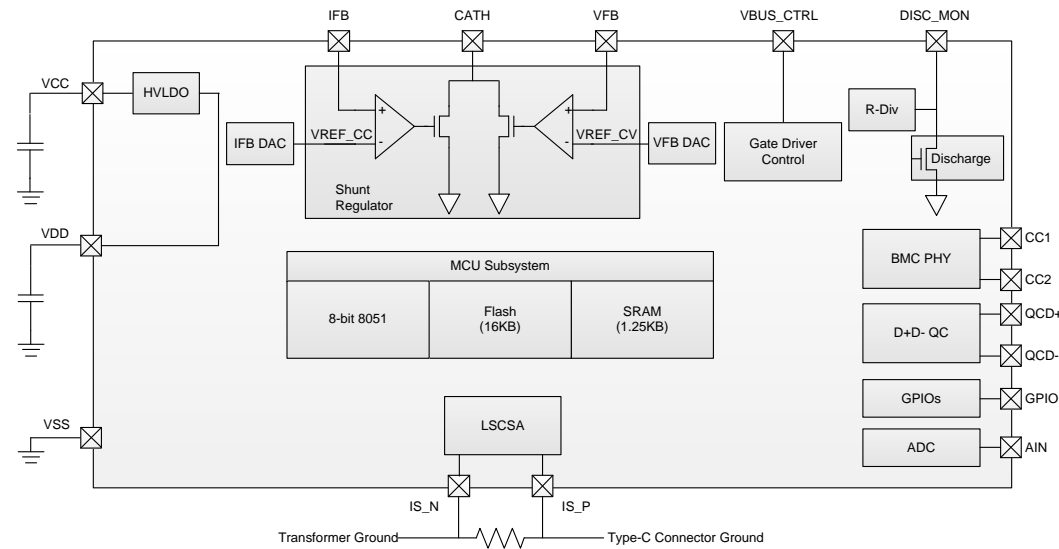 IFB
CATH
VFB
VBUS_CTRL
DISC_MON
VCC
HVLDO
IFB DAC
VREF_CC
+
-
+
-
VREF_CV
VFB DAC
Shunt
Regulator
Gate Driver
Control
R-Div
Discharge
VDD
MCU Subsystem
8-bit 8051
Flash
(16KB)
SRAM
(1.25KB)
BMC PHY
CC1
CC2
D+D- QC
QCD+
QCD-
GPIOs
GPIO
ADC
AIN
VSS
LSCSA
IS_N
IS_P
Transformer Ground
Type-C Connector Ground